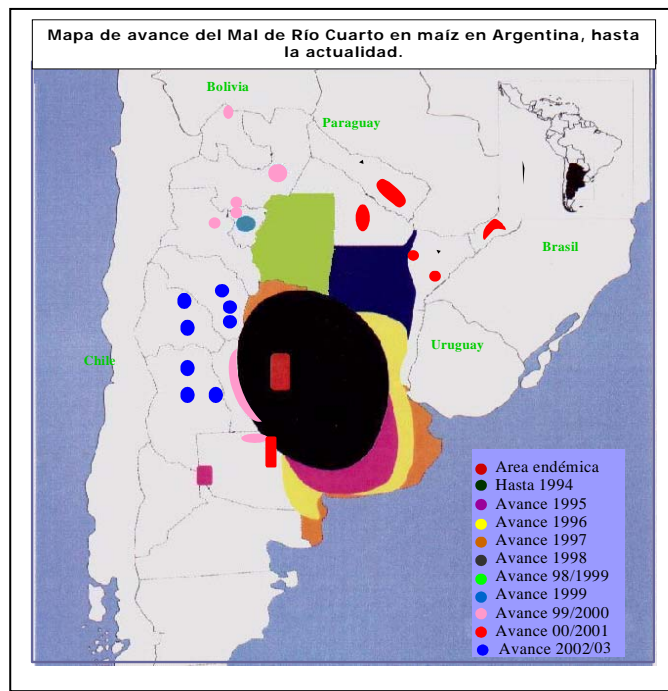 Mapa de avance del Mal de Río Cuarto en maíz en Argentina, hasta
la actualidad.
Bolivia
Paraguay
Brasil
Uruguay
Chile
Area endémica
Hasta 1994
Avance 1995
Avance 1996
Avance 1997
Avance 1998
Avance 98/1999
Avance 1999
Avance 99/2000
Avance 00/2001
Avance 2002/03